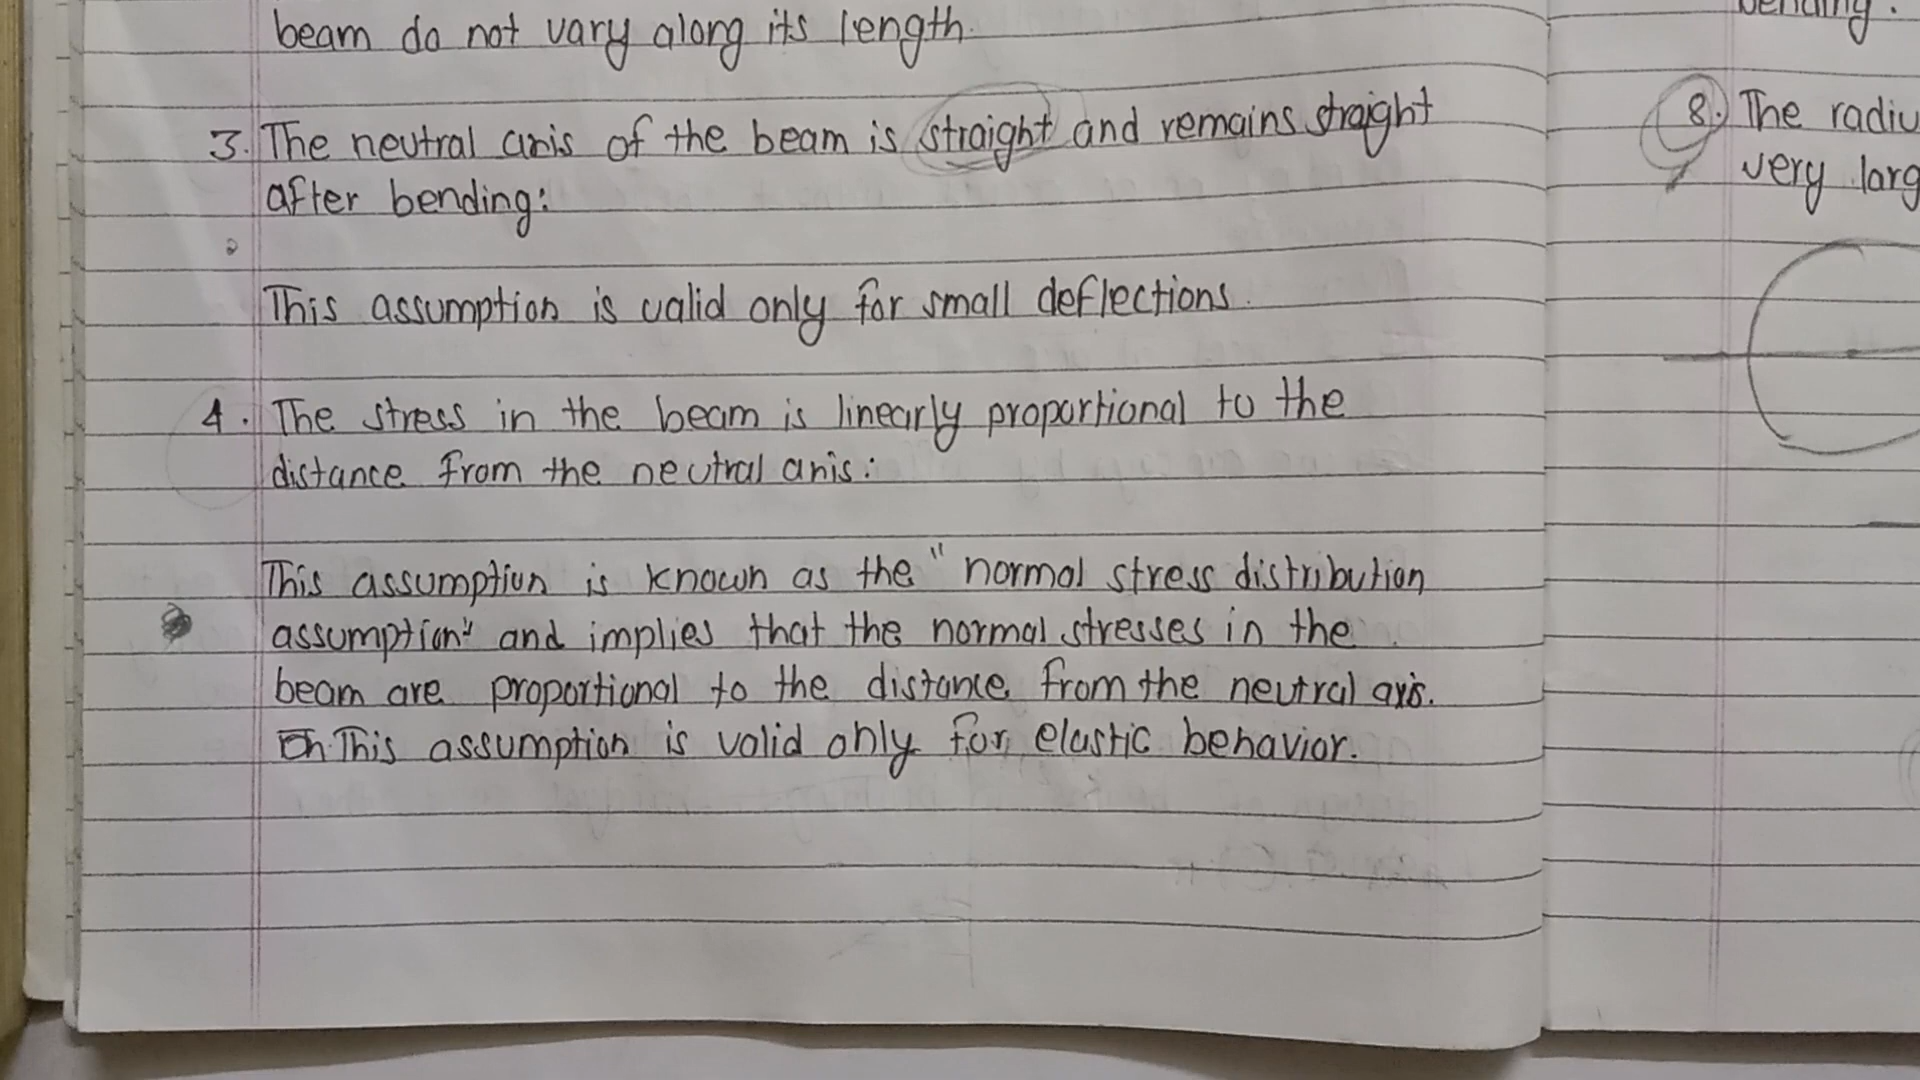 beam do not vary along its length.
3. The neutral axis of the beam is straight and remains straight
after bending:
This assumption is valid only for small deflections.
4. The stress in the beam is linearly proportional to the
distance from the neutral axis:
This assumption is known as the "normal stress distribution
assumption" and implies that the normal stresses in the
beam are proportional to the distance from the neutral axis.
This assumption is valid only for elastic behavior.
bending.
8. The radiu
very larg